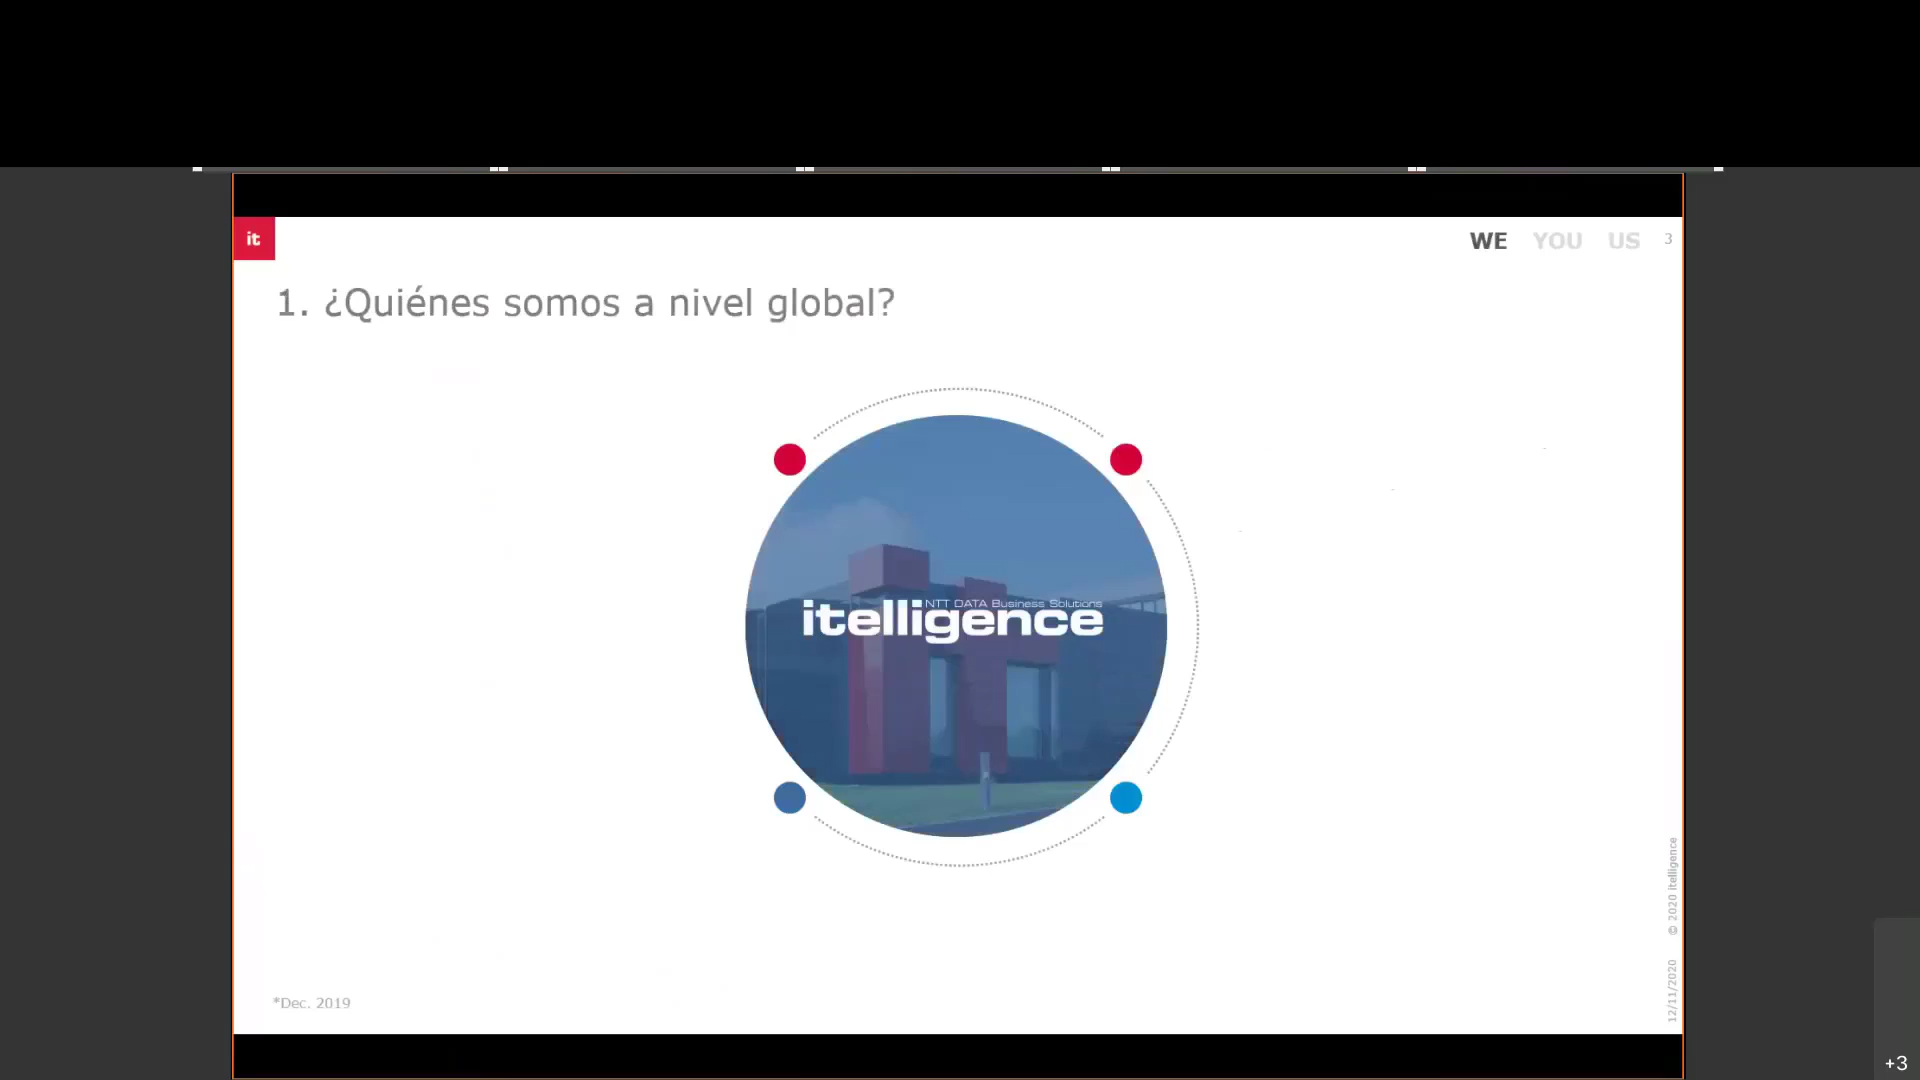 it
WE YOU US 3
1. ¿Quiénes somos a nivel global?
NTT DATA Business Solutions
itelligence
© 2020 itelligence
12/11/2020
*Dec. 2019
+3